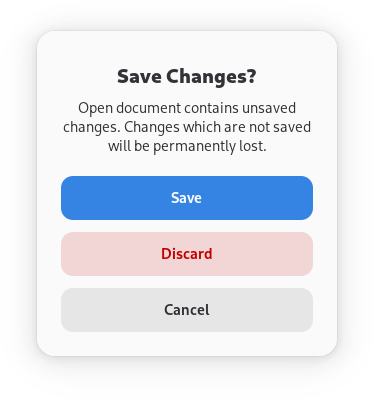 Save Changes?
Open document contains unsaved
changes. Changes which are not saved
will be permanently lost.
Save
Discard
Cancel